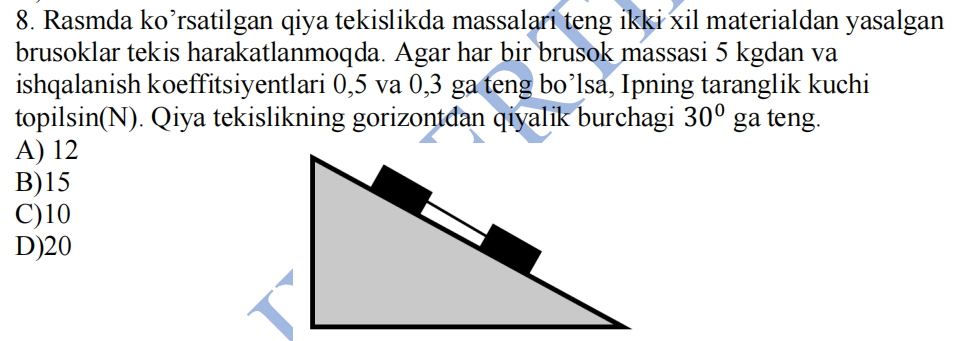 8. Rasmda ko’rsatilgan qiya tekislikda massalari teng ikki xil materialdan yasalgan
brusoklar tekis harakatlanmoqda. Agar har bir brusok massasi 5 kgdan va
ishqalanish koeffitsiyentlari 0,5 va 0,3 ga teng bo’lsa, Ipning taranglik kuchi
topilsin(N). Qiya tekislikning gorizontdan qiyalik burchagi 30⁰ ga teng.
A) 12
B)15
C)10
D)20